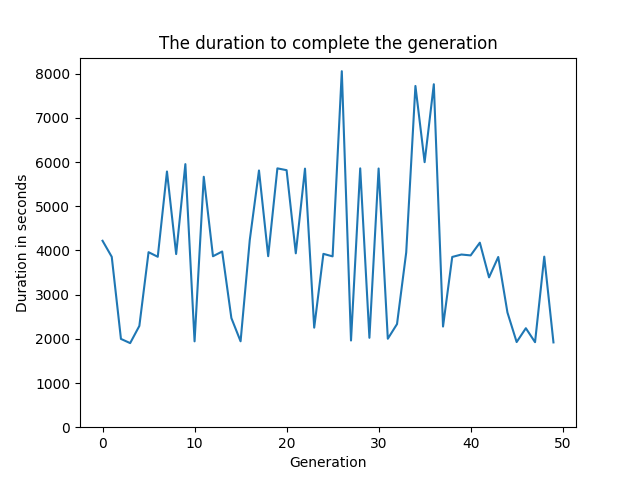 The duration to complete the generation
8000
7000
6000
5000
4000
3000
2000
1000
0
Duration in seconds
0 10 20 30 40 50
Generation